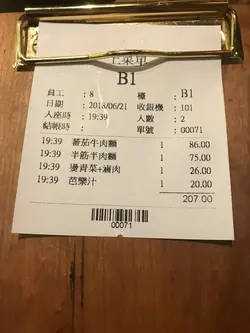 上菜單
B1
員工 : 8 檯 : B1
日期 : 2018/06/21 收銀機 : 101
入座時 : 19:39 人數 : 2
結帳時 : 單號 : 00071
19:39 蕃茄牛肉麵 1 86.00
19:39 半筋半肉麵 1 75.00
19:39 燙青菜+滷肉 1 26.00
19:39 芭樂汁 1 20.00
207.00
00071